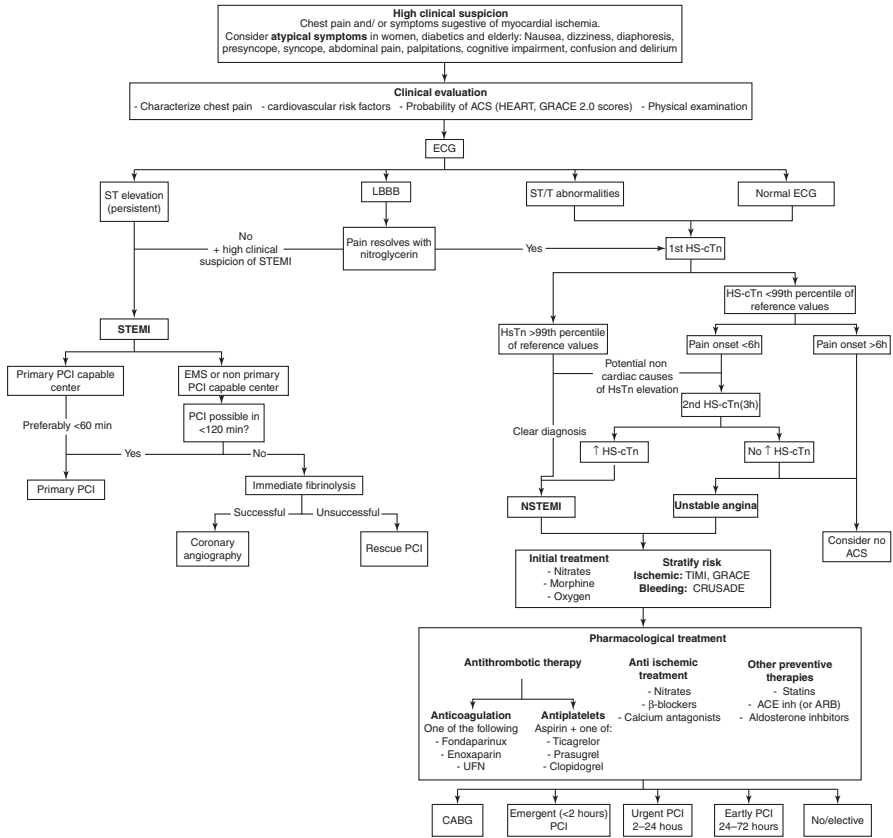 High clinical suspicion
Chest pain and/ or symptoms sugestive of myocardial ischemia.
Consider atypical symptoms in women, diabetics and elderly: Nausea, dizziness, diaphoresis,
presyncope, syncope, abdominal pain, palpitations, cognitive impairment, confusion and delirium
Clinical evaluation
- Characterize chest pain - cardiovascular risk factors - Probability of ACS (HEART, GRACE 2.0 scores) - Physical examination
ECG
ST elevation
(persistent)
LBBB
ST/T abnormalities
Normal ECG
No
+ high clinical
suspicion of STEMI
Pain resolves with
nitroglycerin
Yes
1st HS-cTn
HS-cTn <99th percentile of
reference values
STEMI
HsTn >99th percentile
of reference values
Pain onset <6h
Pain onset >6h
Primary PCI capable
center
EMS or non primary
PCI capable center
Potential non
cardiac causes
of HsTn elevation
2nd HS-cTn(3h)
Preferably <60 min
PCI possible in
<120 min?
Clear diagnosis
↑ HS-cTn
No ↑ HS-cTn
Yes
No
Primary PCI
Immediate fibrinolysis
NSTEMI
Unstable angina
Successful
Unsuccessful
Coronary
angiography
Rescue PCI
Consider no
ACS
Initial treatment
- Nitrates
- Morphine
- Oxygen
Stratify risk
Ischemic: TIMI, GRACE
Bleeding: CRUSADE
Pharmacological treatment
Antithrombotic therapy
Anticoagulation
One of the following
- Fondaparinux
- Enoxaparin
- UFN
Antiplatelets
Aspirin + one of:
- Ticagrelor
- Prasugrel
- Clopidogrel
Anti ischemic
treatment
- Nitrates
- β-blockers
- Calcium antagonists
Other preventive
therapies
- Statins
- ACE inh (or ARB)
- Aldosterone inhbitors
CABG
Emergent (<2 hours)
PCI
Urgent PCI
2–24 hous
Eartly PCI
24–72 hours
No/elective